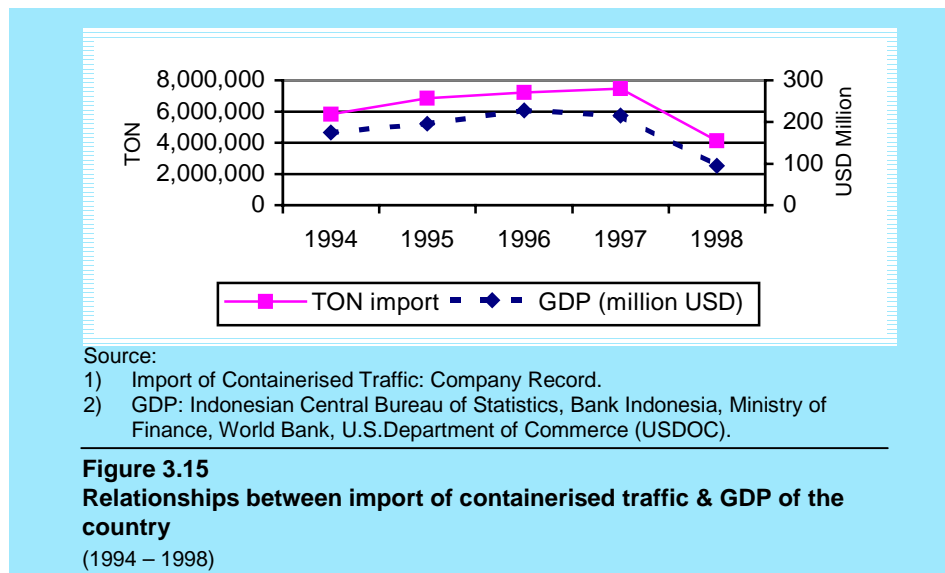 8,000,000
6,000,000
4,000,000
2,000,000
0
TON
300
200
100
0
USD Million
1994 1995 1996 1997 1998
TON import GDP (million USD)
Source:
1) Import of Containerised Traffic: Company Record.
2) GDP: Indonesian Central Bureau of Statistics, Bank Indonesia, Ministry of
Finance, World Bank, U.S.Department of Commerce (USDOC).
Figure 3.15
Relationships between import of containerised traffic & GDP of the
country
(1994 – 1998)